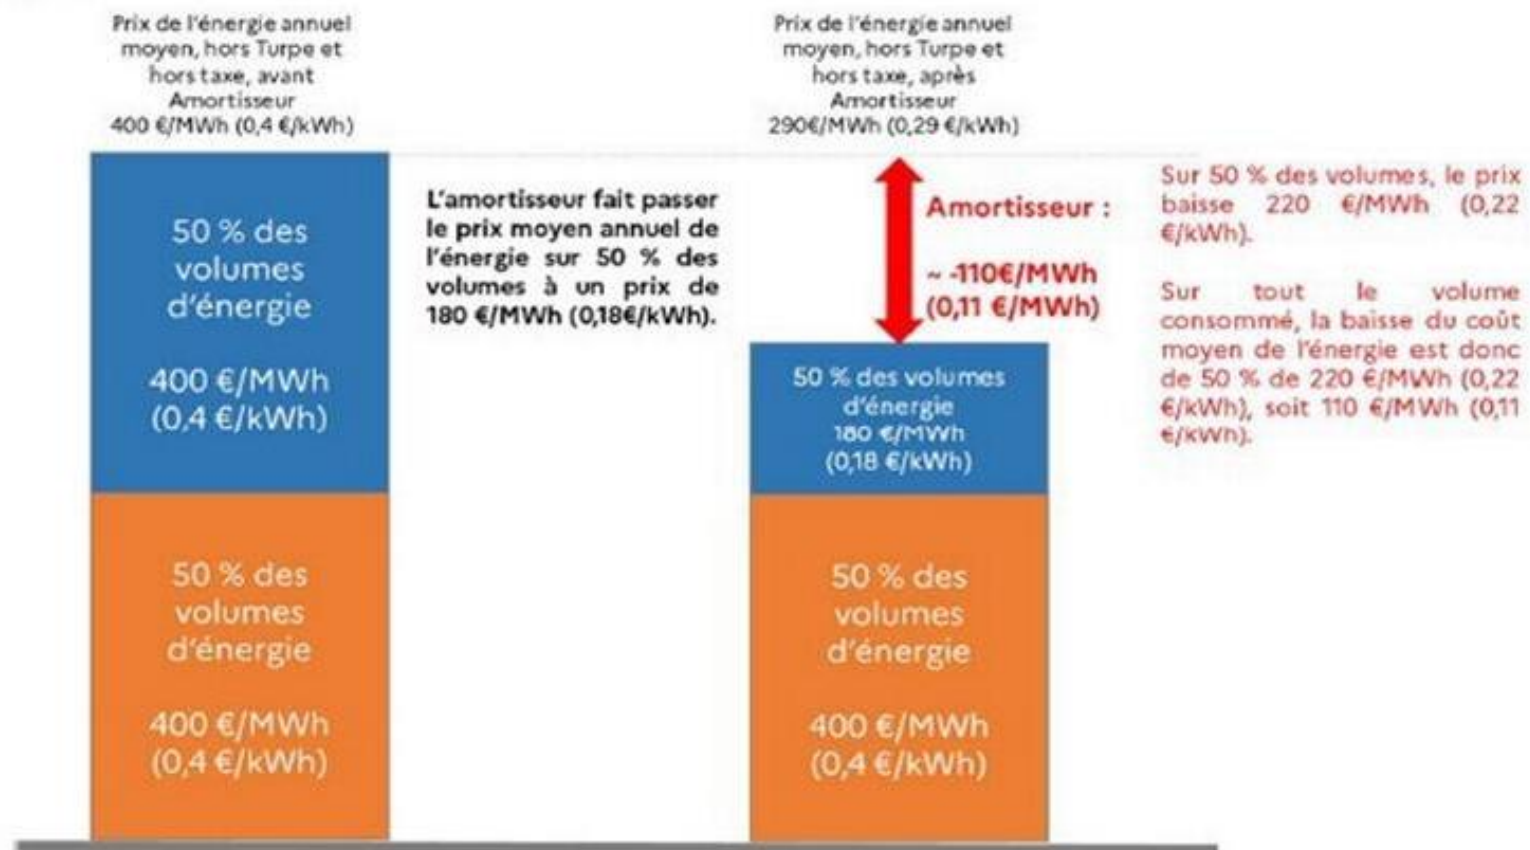 Prix de l'énergie annuel
moyen, hors Turpe et
hors taxe, avant
Amortisseur
400 €/MWh (0,4 €/kWh)
50 % des
volumes
d'énergie
400 €/MWh
(0,4 €/kWh)
50 % des
volumes
d'énergie
400 €/MWh
(0,4 €/kWh)
L'amortisseur fait passer
le prix moyen annuel de
l'énergie sur 50 % des
volumes à un prix de
180 €/MWh (0,18€/kWh).
Prix de l'énergie annuel
moyen, hors Turpe et
hors taxe, après
Amortisseur
290€/MWh (0,29 €/kWh)
Amortisseur :
~ -110€/MWh
(0,11 €/MWh)
50 % des volumes
d'énergie
180 €/MWh
(0,18 €/kWh)
50 % des
volumes
d'énergie
400 €/MWh
(0,4 €/kWh)
Sur 50 % des volumes, le prix
baisse 220 €/MWh (0,22
€/kWh).
Sur tout le volume
consommé, la baisse du coût
moyen de l'énergie est donc
de 50 % de 220 €/MWh (0,22
€/kWh), soit 110 €/MWh (0,11
€/kWh).